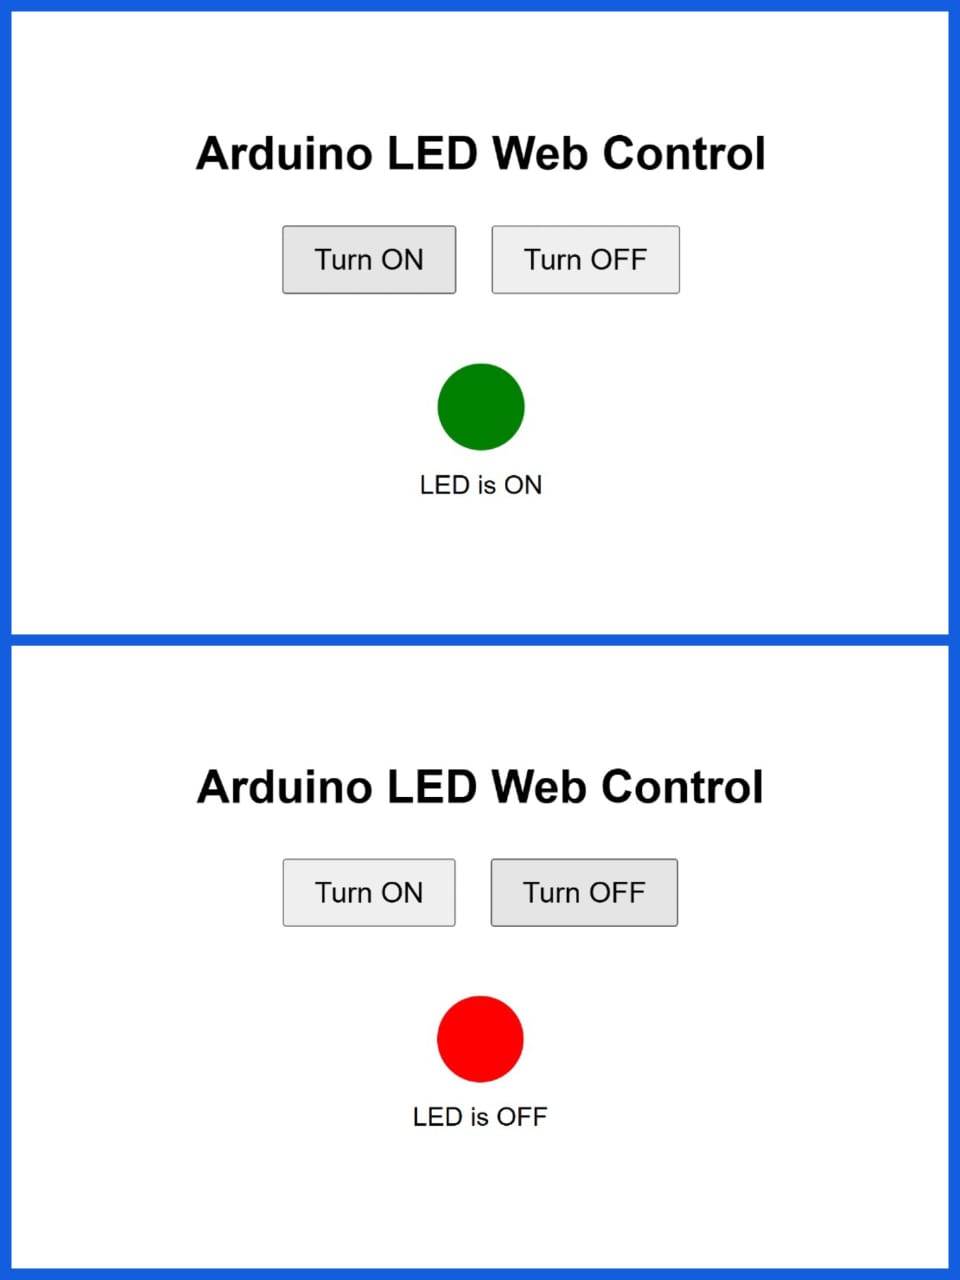 Arduino LED Web Control
Turn ON Turn OFF
LED is ON
Arduino LED Web Control
Turn ON Turn OFF
LED is OFF